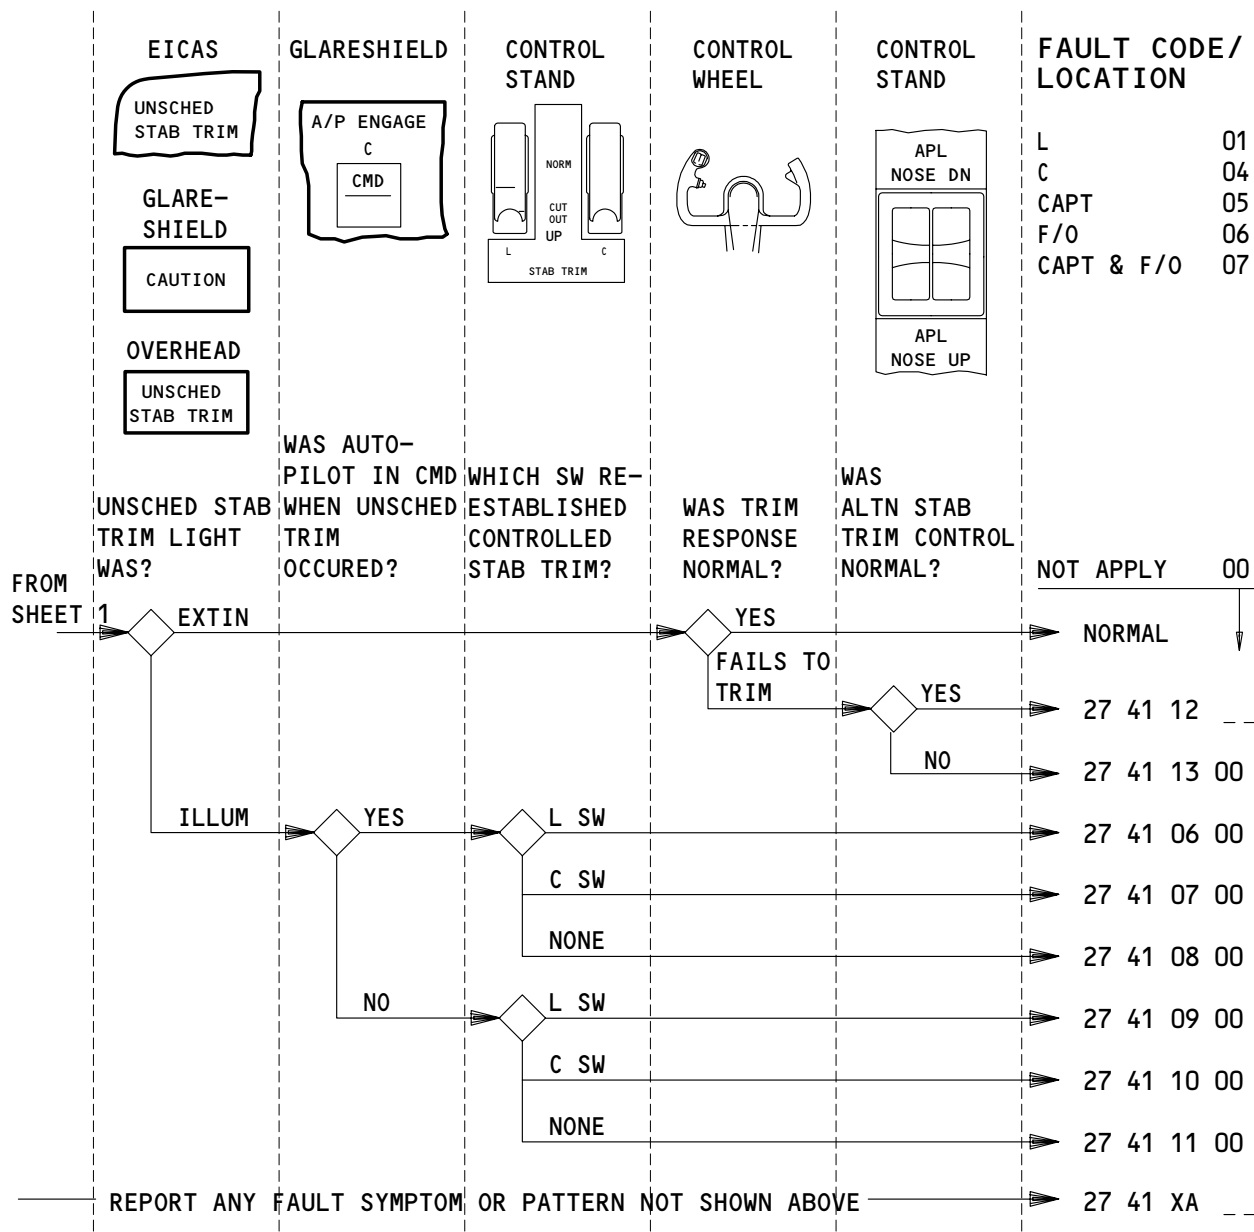 EICAS
UNSCHED
STAB TRIM
GLARE-
SHIELD
CAUTION
OVERHEAD
UNSCHED
STAB TRIM
UNSCHED STAB
TRIM LIGHT
WAS?
GLARESHIELD
A/P ENGAGE
C
CMD
WAS AUTO-
PILOT IN CMD
WHEN UNSCHED
TRIM
OCCURED?
CONTROL
STAND
NORM
CUT
OUT
UP
L
C
STAB TRIM
WHICH SW RE-
ESTABLISHED
CONTROLLED
STAB TRIM?
CONTROL
WHEEL
WAS TRIM
RESPONSE
NORMAL?
CONTROL
STAND
APL
NOSE DN
APL
NOSE UP
WAS
ALTN STAB
TRIM CONTROL
NORMAL?
FAULT CODE/
LOCATION
L 01
C 04
CAPT 05
F/O 06
CAPT & F/O 07
NOT APPLY 00
FROM
SHEET 1
EXTIN
YES
NORMAL
FAILS TO
TRIM
YES
27 41 12 _ _
NO
27 41 13 00
ILLUM
YES
L SW
27 41 06 00
C SW
27 41 07 00
NONE
27 41 08 00
NO
L SW
27 41 09 00
C SW
27 41 10 00
NONE
27 41 11 00
REPORT ANY FAULT SYMPTOM OR PATTERN NOT SHOWN ABOVE
27 41 XA _ _